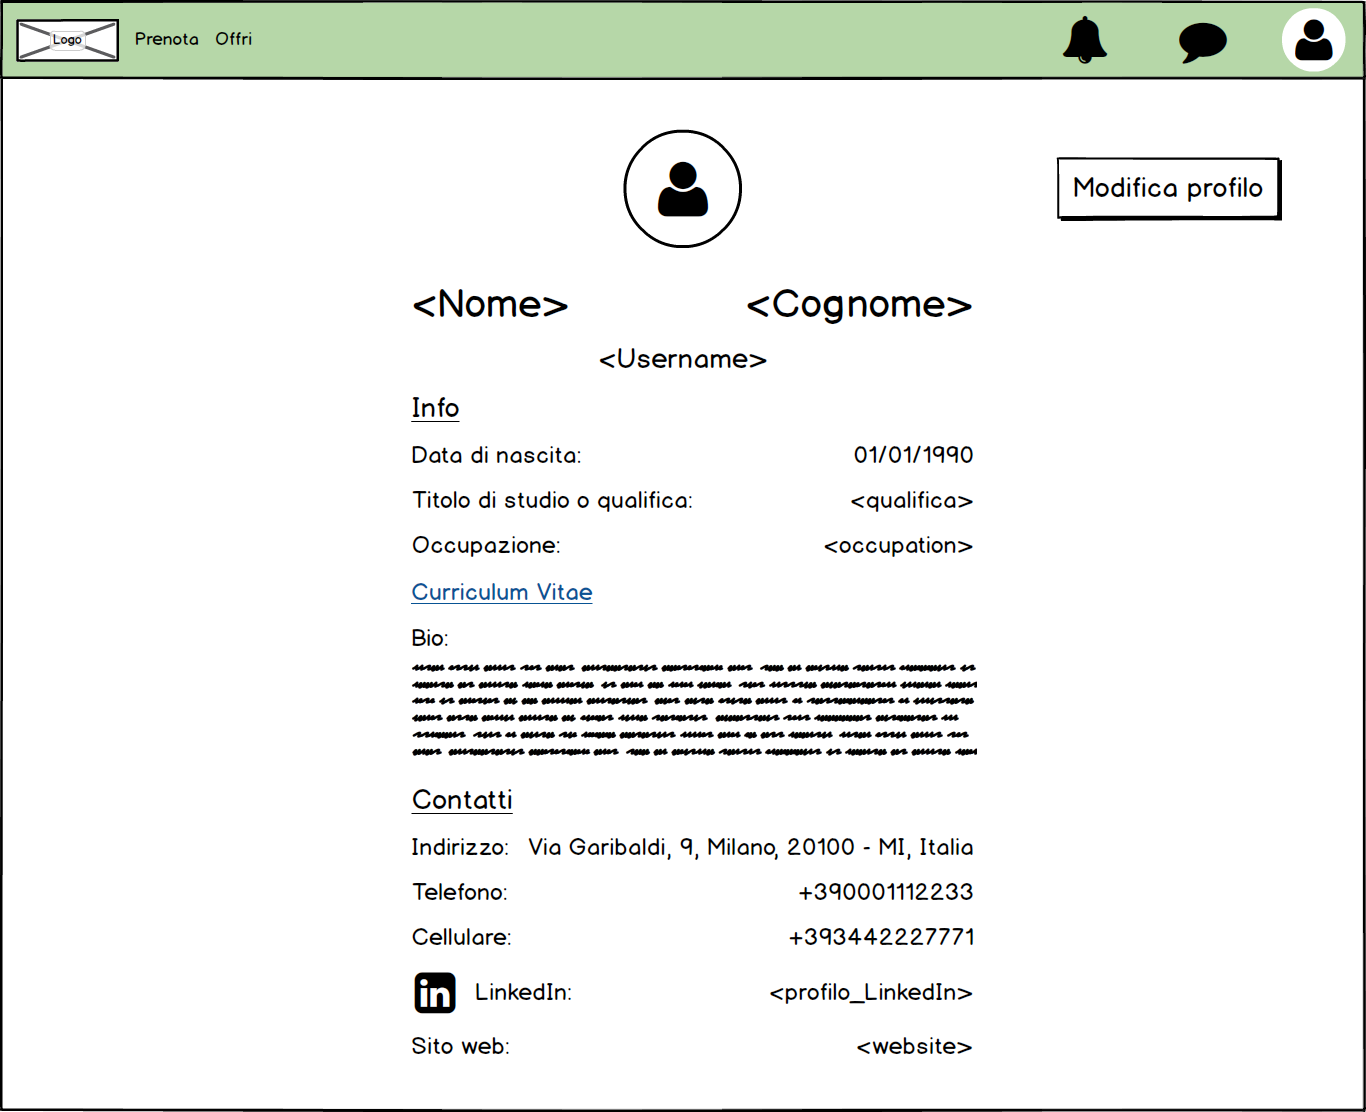 Logo Prenota Offri
Modifica profilo
<Nome> <Cognome>
<Username>
Info
Data di nascita: 01/01/1990
Titolo di studio o qualifica: <qualifica>
Occupazione: <occupation>
Curriculum Vitae
Bio:
Contatti
Indirizzo: Via Garibaldi, 9, Milano, 20100 - MI, Italia
Telefono: +390001112233
Cellulare: +393442227771
in LinkedIn: <profilo_LinkedIn>
Sito web: <website>